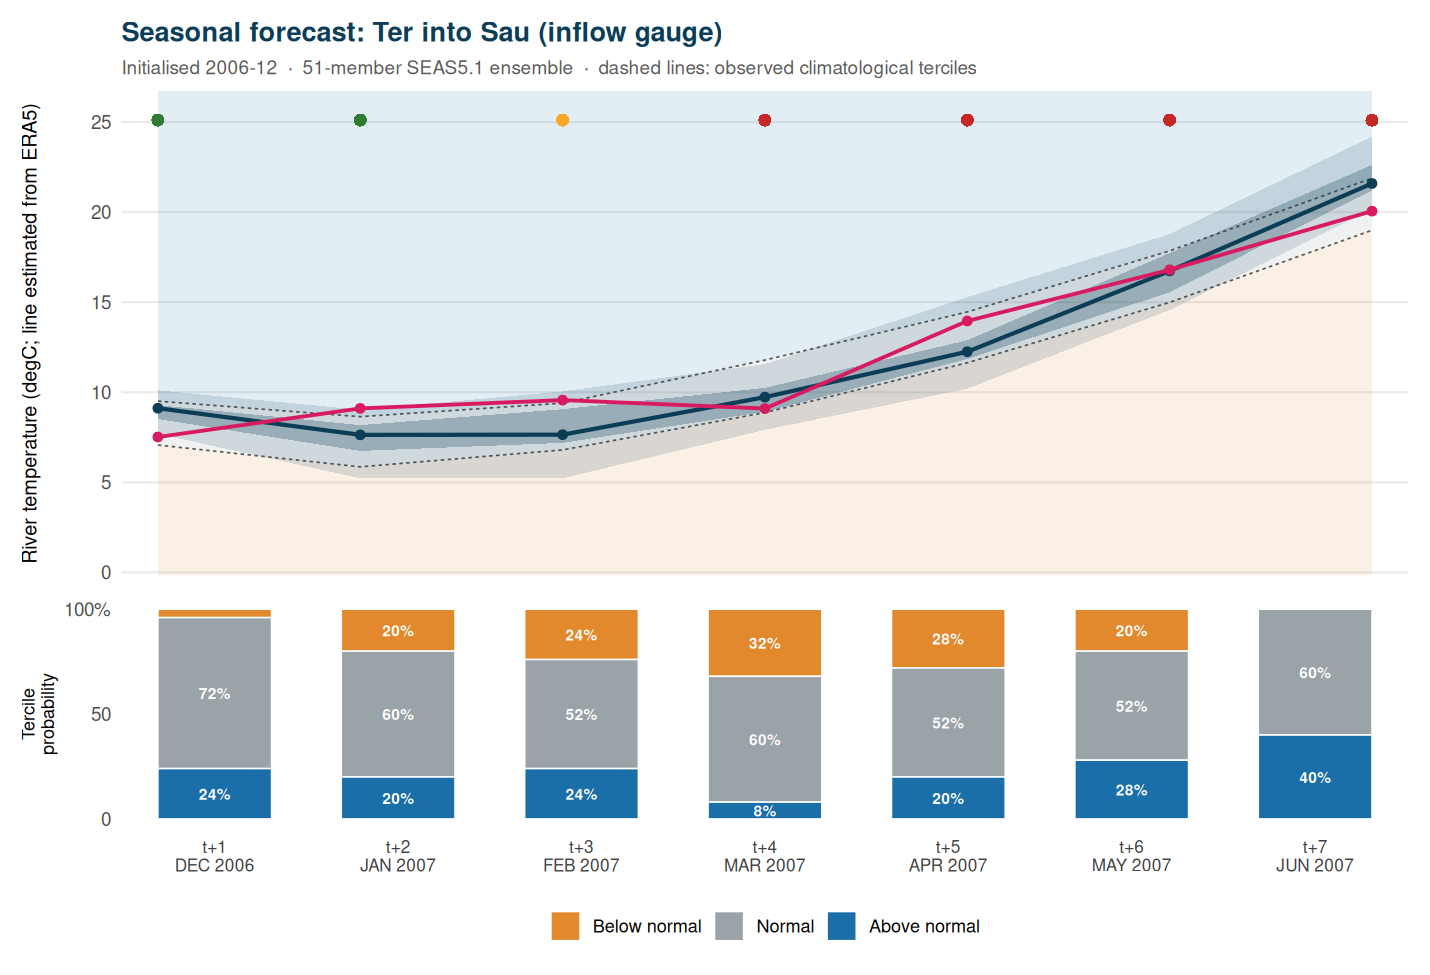 Seasonal forecast: Ter into Sau (inflow gauge)
Initialised 2006-12 · 51-member SEAS5.1 ensemble · dashed lines: observed climatological terciles
River temperature (degC; line estimated from ERA5)
25
20
15
10
5
0
Tercile
probability
100%
50
0
20% 24% 32% 28% 20%
72% 60% 52% 60% 52% 52% 60%
24% 20% 24% 8% 20% 28% 40%
t+1 t+2 t+3 t+4 t+5 t+6 t+7
DEC 2006 JAN 2007 FEB 2007 MAR 2007 APR 2007 MAY 2007 JUN 2007
Below normal Normal Above normal